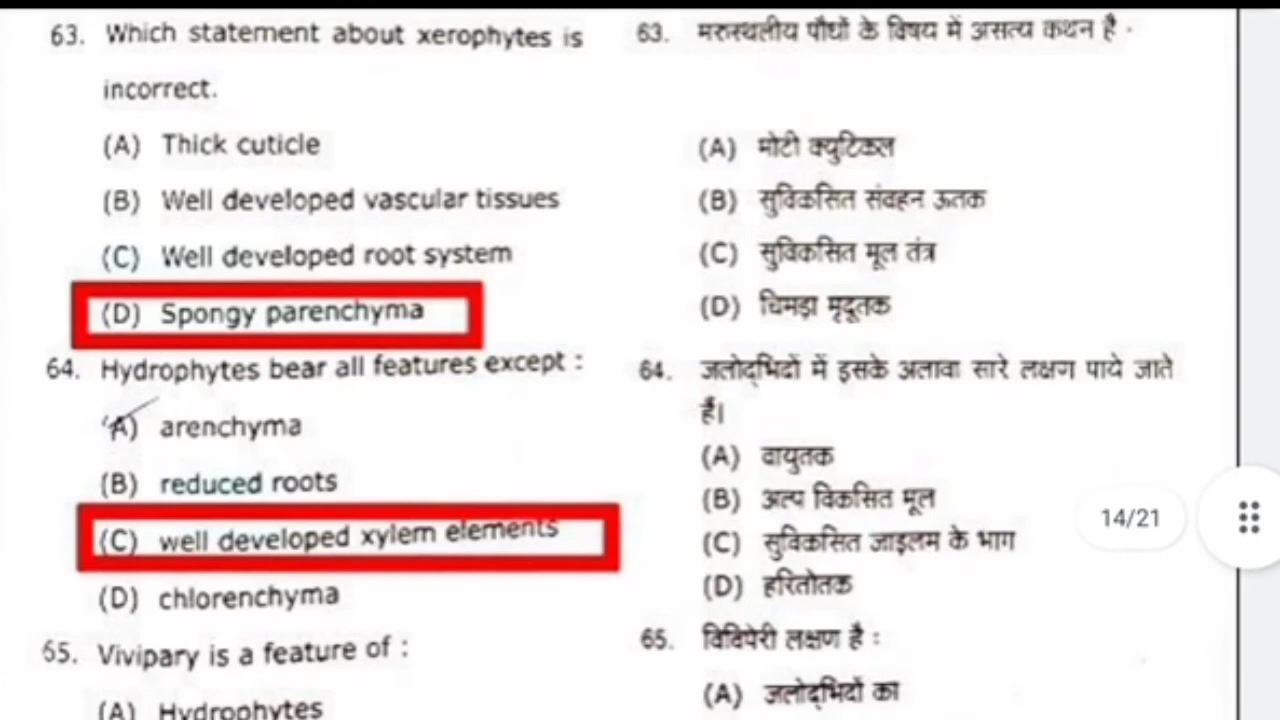 63. Which statement about xerophytes is
incorrect.
(A) Thick cuticle
(B) Well developed vascular tissues
(C) Well developed root system
(D) Spongy parenchyma
64. Hydrophytes bear all features except :
(A) arenchyma
(B) reduced roots
(C) well developed xylem elements
(D) chlorenchyma
65. Vivipary is a feature of :
(A) Hydrophytes
63. मरुस्थलीय पौधों के विषय में असत्य कथन है -
(A) मोटी क्युटिकल
(B) सुविकसित संवहन ऊतक
(C) सुविकसित मूल तंत्र
(D) चिमड़ा मृदूतक
64. जलोद्भिदों में इसके अलावा सारे लक्षण पाये जाते
हैं।
(A) वायुतक
(B) अल्प विकसित मूल
(C) सुविकसित जाइलम के भाग
(D) हरितोतक
65. विविपेरी लक्षण है :
(A) जलोद्भिदों का
14/21